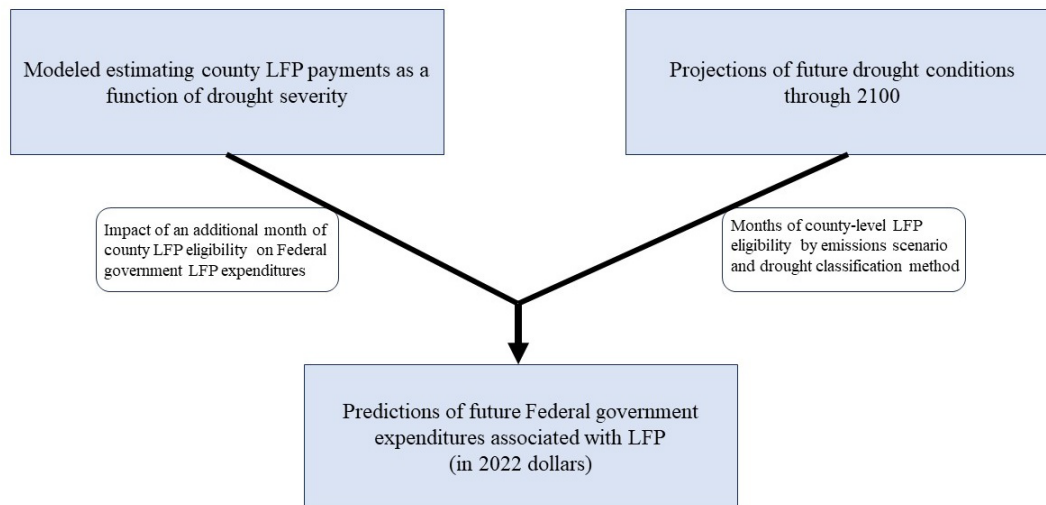 Modeled estimating county LFP payments as a
function of drought severity
Projections of future drought conditions
through 2100
Impact of an additional month of
county LFP eligibility on Federal
government LFP expenditures
Months of county-level LFP
eligibility by emissions scenario
and drought classification method
Predictions of future Federal government
expenditures associated with LFP
(in 2022 dollars)